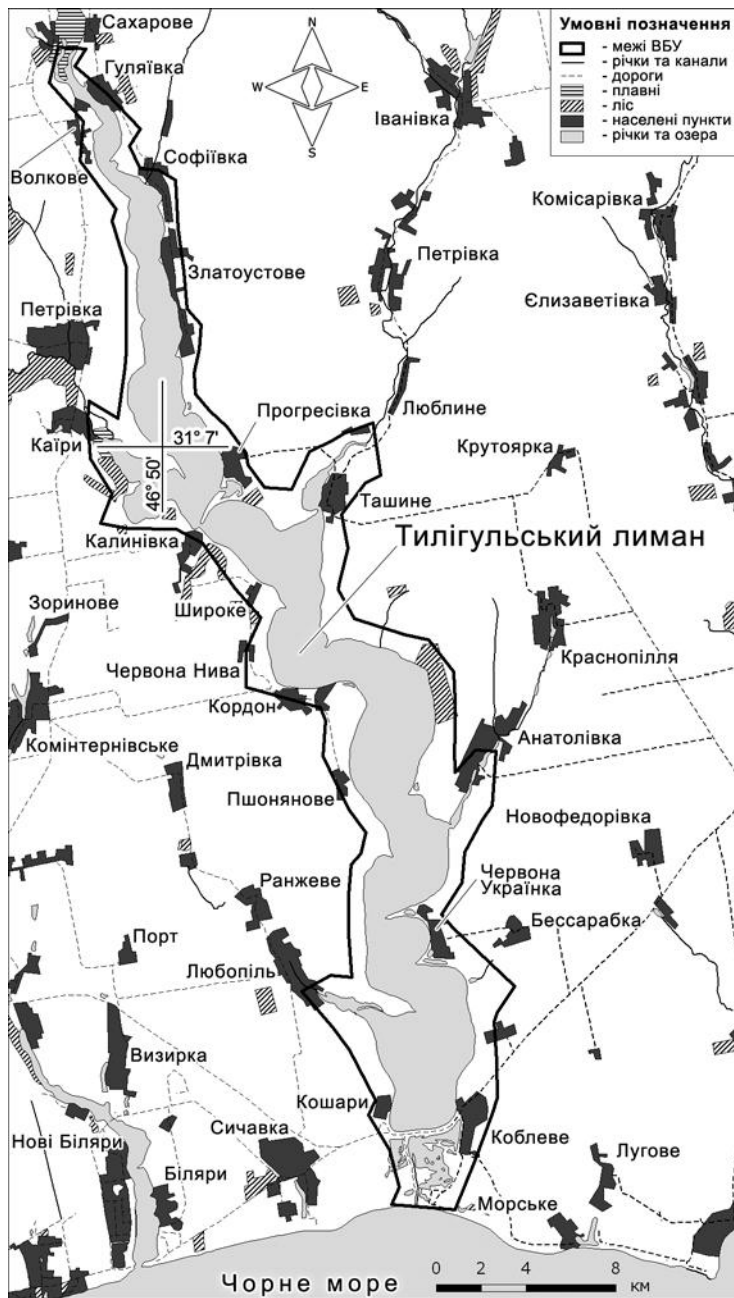 Сахарове
Умовні позначення
- межі ВБУ
- річки та канали
- дороги
- плавні
- ліс
- населені пункти
- річки та озера
N
W
E
S
Гуляївка
Іванівка
Софіївка
Волкове
Комісарівка
Петрівка
Златоустове
Єлизаветівка
Петрівка
Люблине
Прогресівка
Каїри
31° 7'
46° 50'
Крутоярка
Ташине
Калинівка
Тилігульський лиман
Широке
Зоринове
Краснопілля
Червона Нива
Кордон
Анатолівка
Комінтернівське
Дмитрівка
Пшонянове
Новофедорівка
Червона
Українка
Ранжеве
Бессарабка
Порт
Любопіль
Визирка
Кошари
Сичавка
Нові Біляри
Коблеве
Лугове
Біляри
Морське
Чорне море
0 2 4 8
км